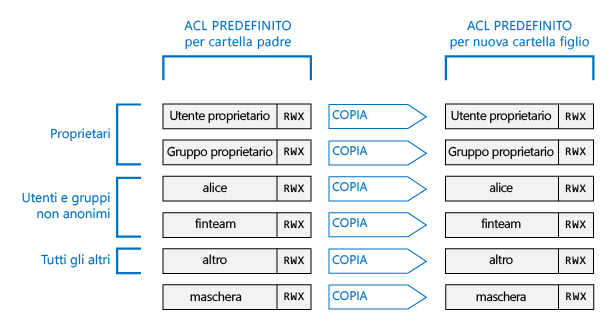 ACL PREDEFINITO
per cartella padre
ACL PREDEFINITO
per nuova cartella figlio
Proprietari
Utente proprietario RWX COPIA Utente proprietario RWX
Gruppo proprietario RWX COPIA Gruppo proprietario RWX
Utenti e gruppi
non anonimi
alice RWX COPIA alice RWX
finteam RWX COPIA finteam RWX
Tutti gli altri
altro RWX COPIA altro RWX
maschera RWX COPIA maschera RWX